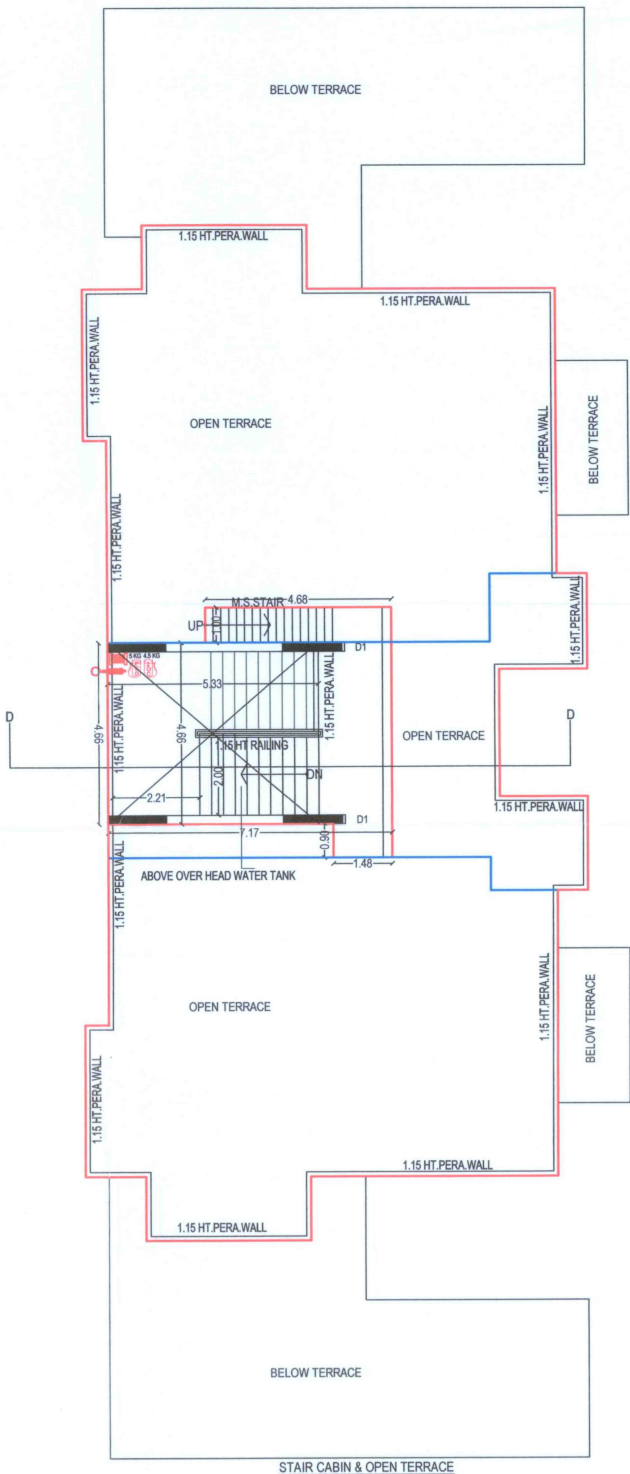 BELOW TERRACE
1.15 HT.PERA.WALL
1.15 HT.PERA.WALL
1.15 HT.PERA.WALL
OPEN TERRACE
BELOW TERRACE
1.15 HT.PERA.WALL
1.15 HT.PERA.WALL
M.S.STAIR
4.68
1.15 HT.PERA.WALL
UP
1.00
D1
5 KG 4.5 KG
5.33
1.15 HT.PERA.WALL
4.66
4.66
1.15 HT.PERA.WALL
D
D
OPEN TERRACE
1.15 HT RAILING
2.00
DN
2.21
1.15 HT.PERA.WALL
D1
7.17
0.90
1.48
1.15 HT.PERA.WALL
ABOVE OVER HEAD WATER TANK
1.15 HT.PERA.WALL
OPEN TERRACE
BELOW TERRACE
1.15 HT.PERA.WALL
1.15 HT.PERA.WALL
1.15 HT.PERA.WALL
BELOW TERRACE
STAIR CABIN & OPEN TERRACE